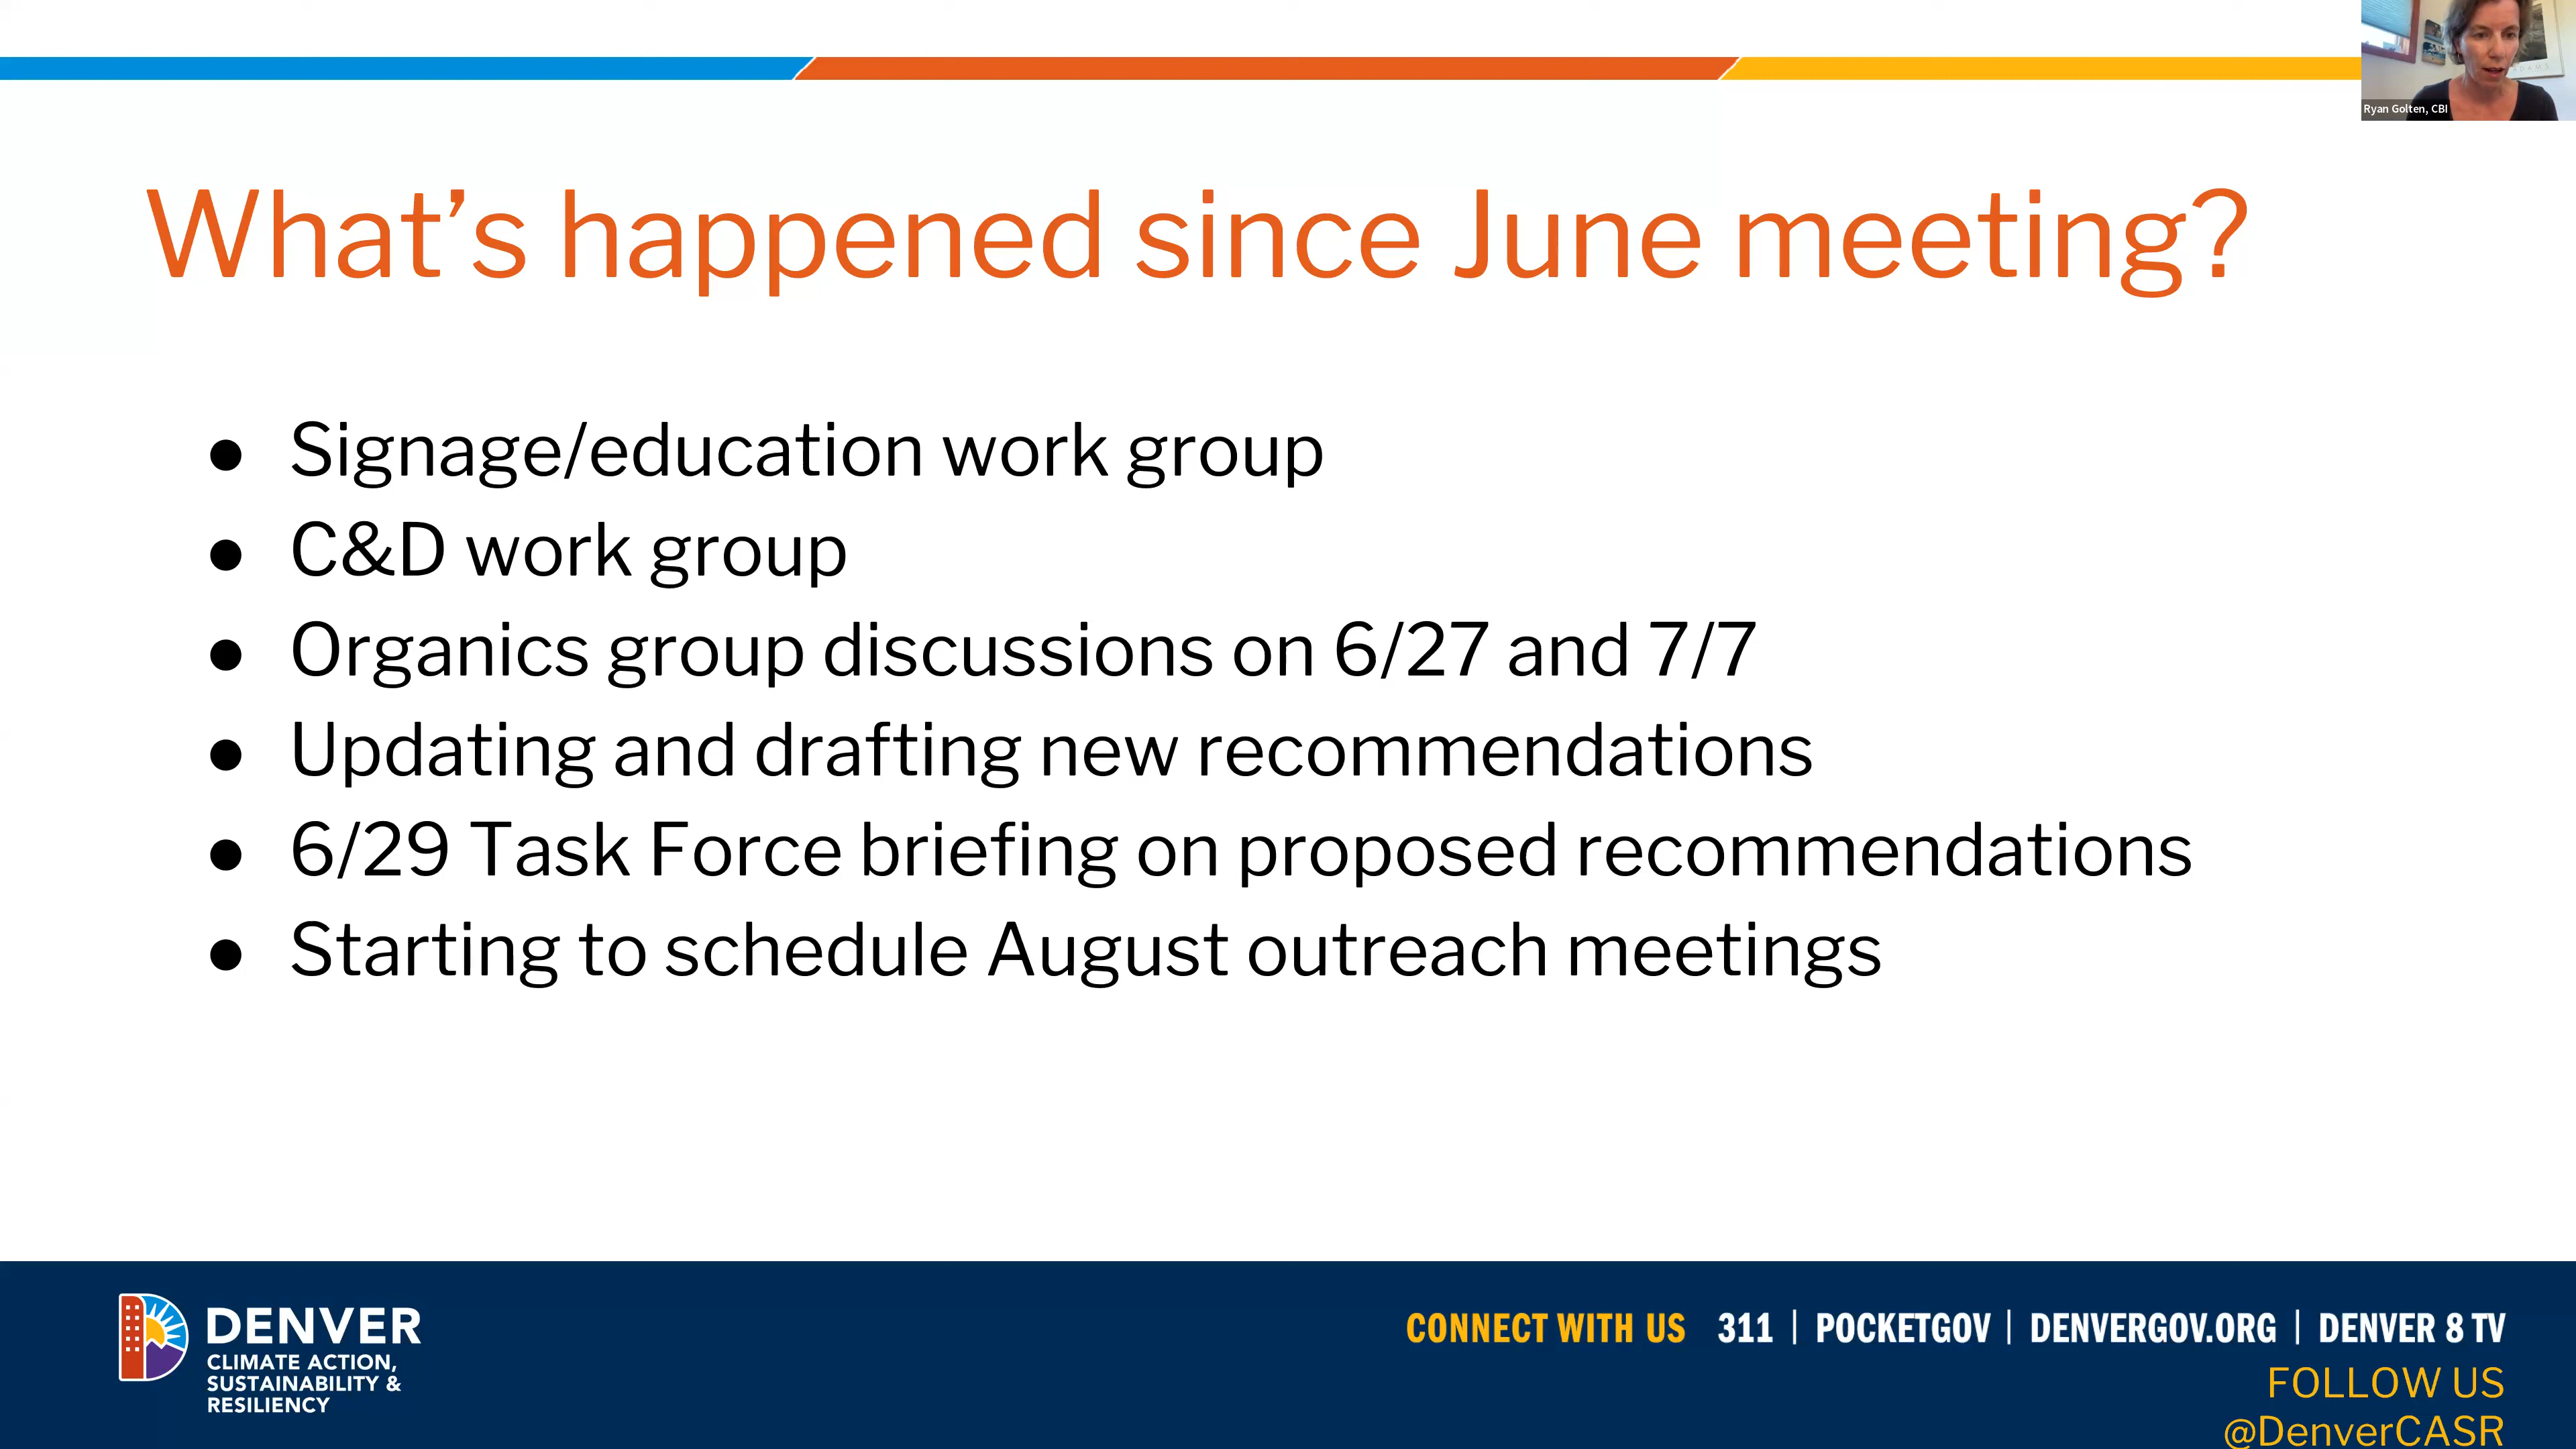 Ryan Golten, CBI
What's happened since June meeting?
● Signage/education work group
● C&D work group
● Organics group discussions on 6/27 and 7/7
● Updating and drafting new recommendations
● 6/29 Task Force briefing on proposed recommendations
● Starting to schedule August outreach meetings
DENVER
CLIMATE ACTION,
SUSTAINABILITY &
RESILIENCY
CONNECT WITH US 311 | POCKETGOV | DENVERGOV.ORG | DENVER 8 TV
FOLLOW US
@DenverCASR